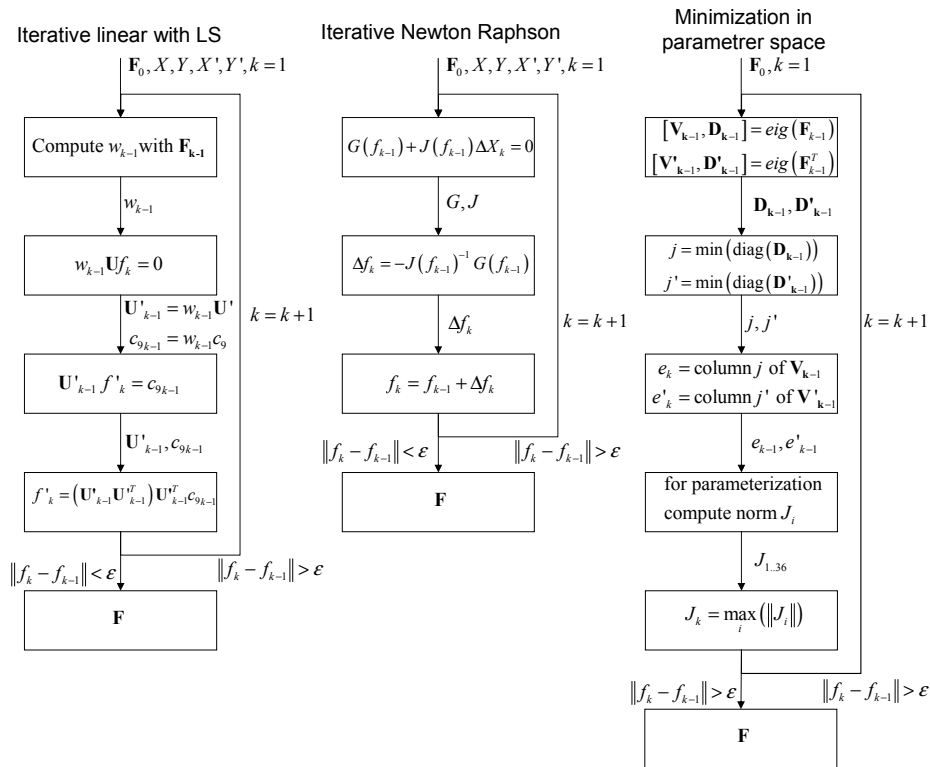 Iterative linear with LS
F₀, X, Y, X', Y', k = 1
Compute wₖ₋₁ with Fₖ₋₁
wₖ₋₁
wₖ₋₁Ufₖ = 0
U'ₖ₋₁ = wₖ₋₁U'
c₉ₖ₋₁ = wₖ₋₁c₉
k = k + 1
U'ₖ₋₁ f'ₖ = c₉ₖ₋₁
U'ₖ₋₁, c₉ₖ₋₁
f'ₖ = (U'ₖ₋₁U'ᵀₖ₋₁)U'ᵀₖ₋₁c₉ₖ₋₁
‖fₖ − fₖ₋₁‖ < ε
‖fₖ − fₖ₋₁‖ > ε
F
Iterative Newton Raphson
F₀, X, Y, X', Y', k = 1
G(fₖ₋₁) + J(fₖ₋₁)ΔXₖ = 0
G, J
Δfₖ = −J(fₖ₋₁)⁻¹ G(fₖ₋₁)
Δfₖ
k = k + 1
fₖ = fₖ₋₁ + Δfₖ
‖fₖ − fₖ₋₁‖ < ε
‖fₖ − fₖ₋₁‖ > ε
F
Minimization in
parametrer space
F₀, k = 1
[Vₖ₋₁, Dₖ₋₁] = eig(Fₖ₋₁)
[V'ₖ₋₁, D'ₖ₋₁] = eig(Fᵀₖ₋₁)
Dₖ₋₁, D'ₖ₋₁
j = min(diag(Dₖ₋₁))
j' = min(diag(D'ₖ₋₁))
j, j'
k = k + 1
eₖ = column j of Vₖ₋₁
e'ₖ = column j' of V'ₖ₋₁
eₖ₋₁, e'ₖ₋₁
for parameterization
compute norm Jᵢ
J₁..₃₆
Jₖ = maxᵢ(‖Jᵢ‖)
‖fₖ − fₖ₋₁‖ > ε
‖fₖ − fₖ₋₁‖ > ε
F